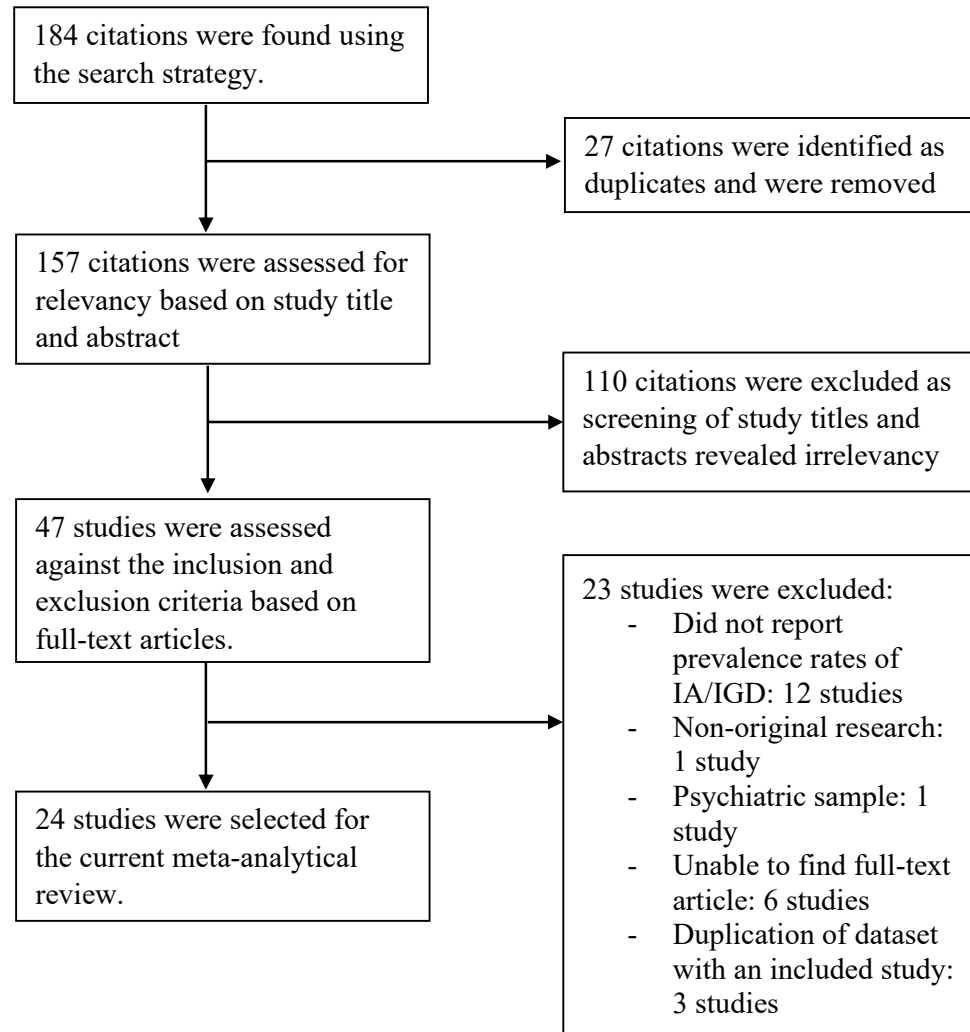 184 citations were found using
the search strategy.
27 citations were identified as
duplicates and were removed
157 citations were assessed for
relevancy based on study title
and abstract
110 citations were excluded as
screening of study titles and
abstracts revealed irrelevancy
47 studies were assessed
against the inclusion and
exclusion criteria based on
full-text articles.
23 studies were excluded:
- Did not report
prevalence rates of
IA/IGD: 12 studies
- Non-original research:
1 study
- Psychiatric sample: 1
study
- Unable to find full-text
article: 6 studies
- Duplication of dataset
with an included study:
3 studies
24 studies were selected for
the current meta-analytical
review.